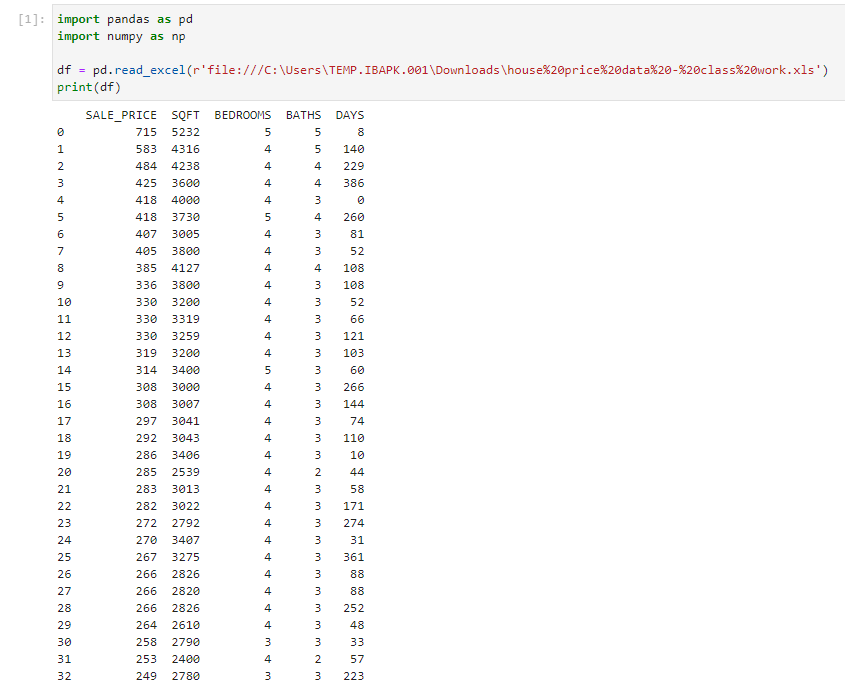 [1]: import pandas as pd
import numpy as np
df = pd.read_excel(r'file:///C:\Users\TEMP.IBAPK.001\Downloads\house%20price%20data%20-%20class%20work.xls')
print(df)
SALE_PRICE SQFT BEDROOMS BATHS DAYS
0 715 5232 5 5 8
1 583 4316 4 5 140
2 484 4238 4 4 229
3 425 3600 4 4 386
4 418 4000 4 3 0
5 418 3730 5 4 260
6 407 3005 4 3 81
7 405 3800 4 3 52
8 385 4127 4 4 108
9 336 3800 4 3 108
10 330 3200 4 3 52
11 330 3319 4 3 66
12 330 3259 4 3 121
13 319 3200 4 3 103
14 314 3400 5 3 60
15 308 3000 4 3 266
16 308 3007 4 3 144
17 297 3041 4 3 74
18 292 3043 4 3 110
19 286 3406 4 3 10
20 285 2539 4 2 44
21 283 3013 4 3 58
22 282 3022 4 3 171
23 272 2792 4 3 274
24 270 3407 4 3 31
25 267 3275 4 3 361
26 266 2826 4 3 88
27 266 2820 4 3 88
28 266 2826 4 3 252
29 264 2610 4 3 48
30 258 2790 3 3 33
31 253 2400 4 2 57
32 249 2780 3 3 223